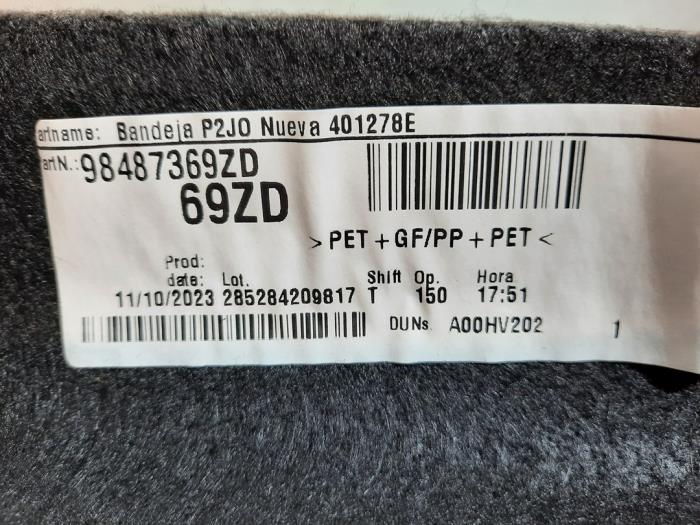 artname: Bandeja P2JO Nueva 401278E
artN.: 98487369ZD
69ZD
> PET + GF/PP + PET <
Prod:
date: Lot. Shift Op. Hora
11/10/2023 285284209817 T 150 17:51
DUNs A00HV202 1